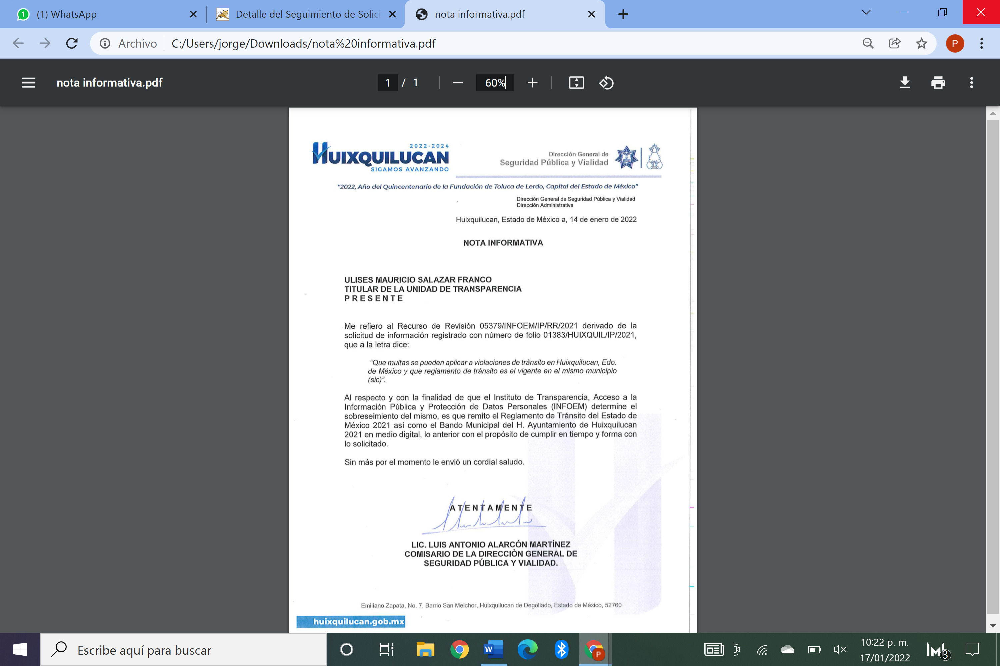 1
(1) WhatsApp
Detalle del Seguimiento de Solici
nota informativa.pdf
Archivo
C:/Users/jorge/Downloads/nota%20informativa.pdf
P
nota informativa.pdf
1 / 1
60%
2022-2024
HUIXQUILUCAN
SIGAMOS AVANZANDO
Dirección General de
Seguridad Pública y Vialidad
POLICÍA
“2022, Año del Quincentenario de la Fundación de Toluca de Lerdo, Capital del Estado de México”
Dirección General de Seguridad Pública y Vialidad
Dirección Administrativa
Huixquilucan, Estado de México a, 14 de enero de 2022
NOTA INFORMATIVA
ULISES MAURICIO SALAZAR FRANCO
TITULAR DE LA UNIDAD DE TRANSPARENCIA
P R E S E N T E
Me refiero al Recurso de Revisión 05379/INFOEM/IP/RR/2021 derivado de la
solicitud de información registrado con número de folio 01383/HUIXQUIL/IP/2021,
que a la letra dice:
“Que multas se pueden aplicar a violaciones de tránsito en Huixquilucan, Edo.
de México y que reglamento de tránsito es el vigente en el mismo municipio
(sic)”.
Al respecto y con la finalidad de que el Instituto de Transparencia, Acceso a la
Información Pública y Protección de Datos Personales (INFOEM) determine el
sobreseimiento del mismo, es que remito el Reglamento de Tránsito del Estado de
México 2021 así como el Bando Municipal del H. Ayuntamiento de Huixquilucan
2021 en medio digital, lo anterior con el propósito de cumplir en tiempo y forma con
lo solicitado.
Sin más por el momento le envió un cordial saludo.
A T E N T A M E N T E
LIC. LUIS ANTONIO ALARCÓN MARTÍNEZ
COMISARIO DE LA DIRECCIÒN GENERAL DE
SEGURIDAD PÚBLICA Y VIALIDAD.
Emiliano Zapata, No. 7, Barrio San Melchor, Huixquilucan de Degollado, Estado de México, 52760
huixquilucan.gob.mx
Escribe aquí para buscar
W
P
10:22 p. m.
17/01/2022
3